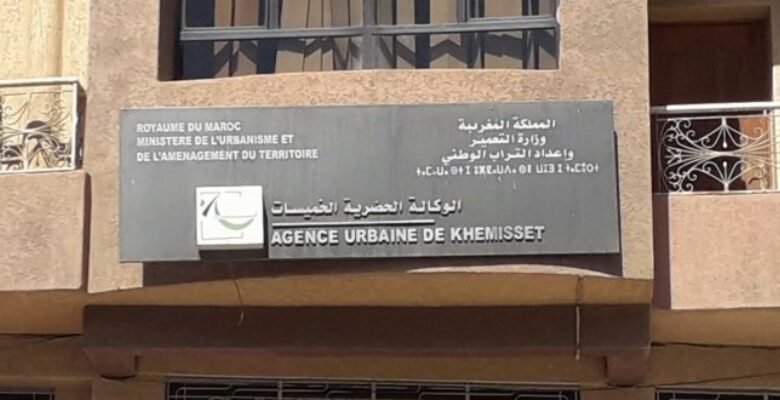 ROYAUME DU MAROC
MINISTERE DE L'URBANISME ET
DE L'AMENAGEMENT DU TERRITOIRE
المملكة المغربية
وزارة التعمير
وإعداد التراب الوطني
الوكالة الحضرية الخميسات
AGENCE URBAINE DE KHEMISSET